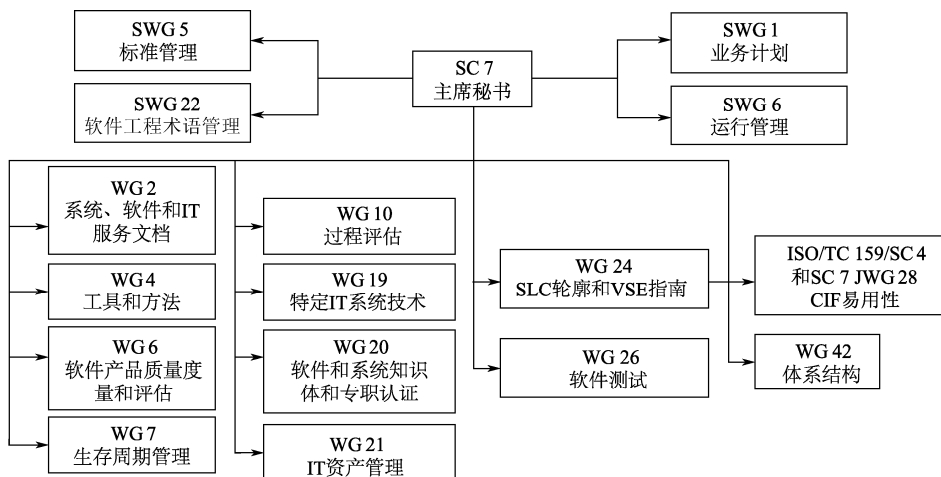 SWG 5
标准管理
SWG 22
软件工程术语管理
SC 7
主席秘书
SWG 1
业务计划
SWG 6
运行管理
WG 2
系统、软件和IT
服务文档
WG 4
工具和方法
WG 6
软件产品质量度
量和评估
WG 7
生存周期管理
WG 10
过程评估
WG 19
特定IT系统技术
WG 20
软件和系统知识
体和专职认证
WG 21
IT资产管理
WG 24
SLC轮廓和VSE指南
WG 26
软件测试
ISO/TC 159/SC 4
和SC 7 JWG 28
CIF易用性
WG 42
体系结构